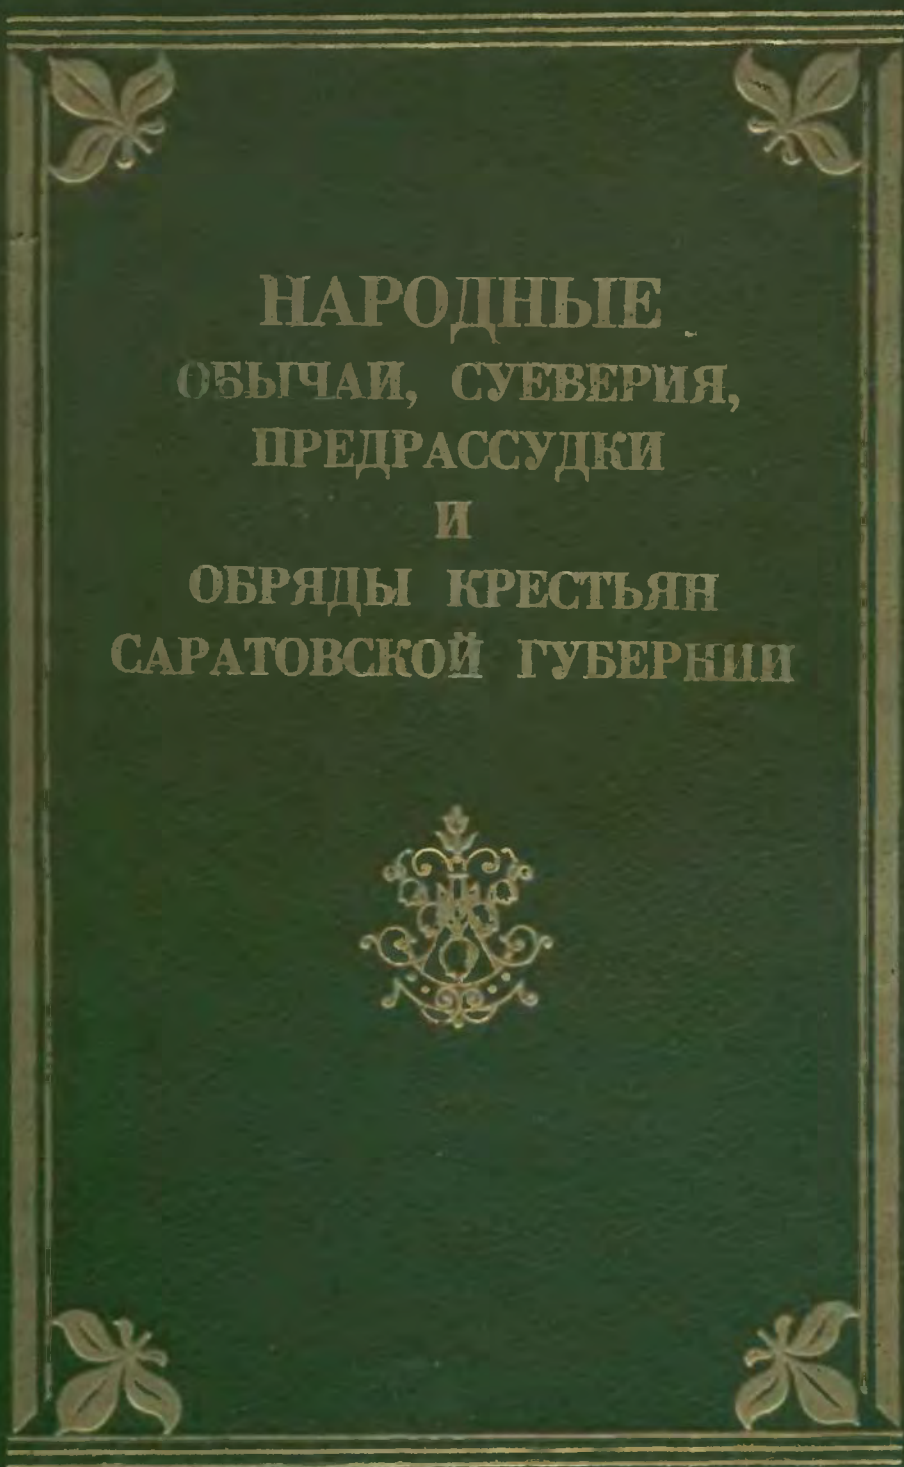 НАРОДНЫЕ
ОБЫЧАИ, СУЕВЕРИЯ,
ПРЕДРАССУДКИ
И
ОБРЯДЫ КРЕСТЬЯН
САРАТОВСКОЙ ГУБЕРНИИ